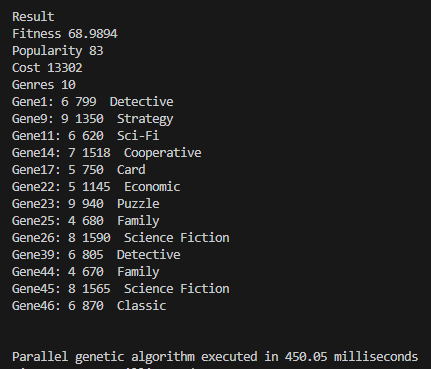 Result
Fitness 68.9894
Popularity 83
Cost 13302
Genres 10
Gene1: 6 799  Detective
Gene9: 9 1350  Strategy
Gene11: 6 620  Sci-Fi
Gene14: 7 1518  Cooperative
Gene17: 5 750  Card
Gene22: 5 1145  Economic
Gene23: 9 940  Puzzle
Gene25: 4 680  Family
Gene26: 8 1590  Science Fiction
Gene39: 6 805  Detective
Gene44: 4 670  Family
Gene45: 8 1565  Science Fiction
Gene46: 6 870  Classic
Parallel genetic algorithm executed in 450.05 milliseconds